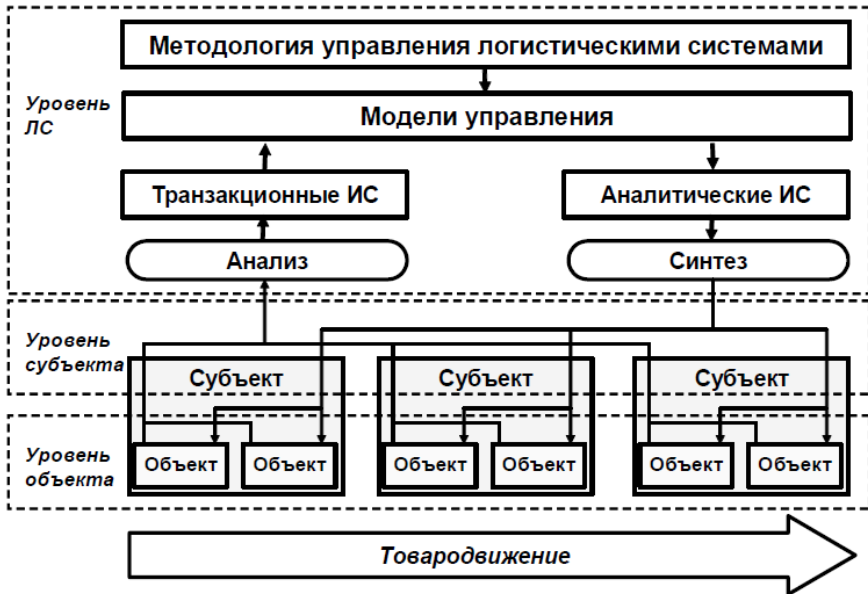 Методология управления логистическими системами
Уровень
ЛС
Модели управления
Транзакционные ИС
Аналитические ИС
Анализ
Синтез
Уровень
субъекта
Субъект
Субъект
Субъект
Уровень
объекта
Объект
Объект
Объект
Объект
Объект
Объект
Товародвижение